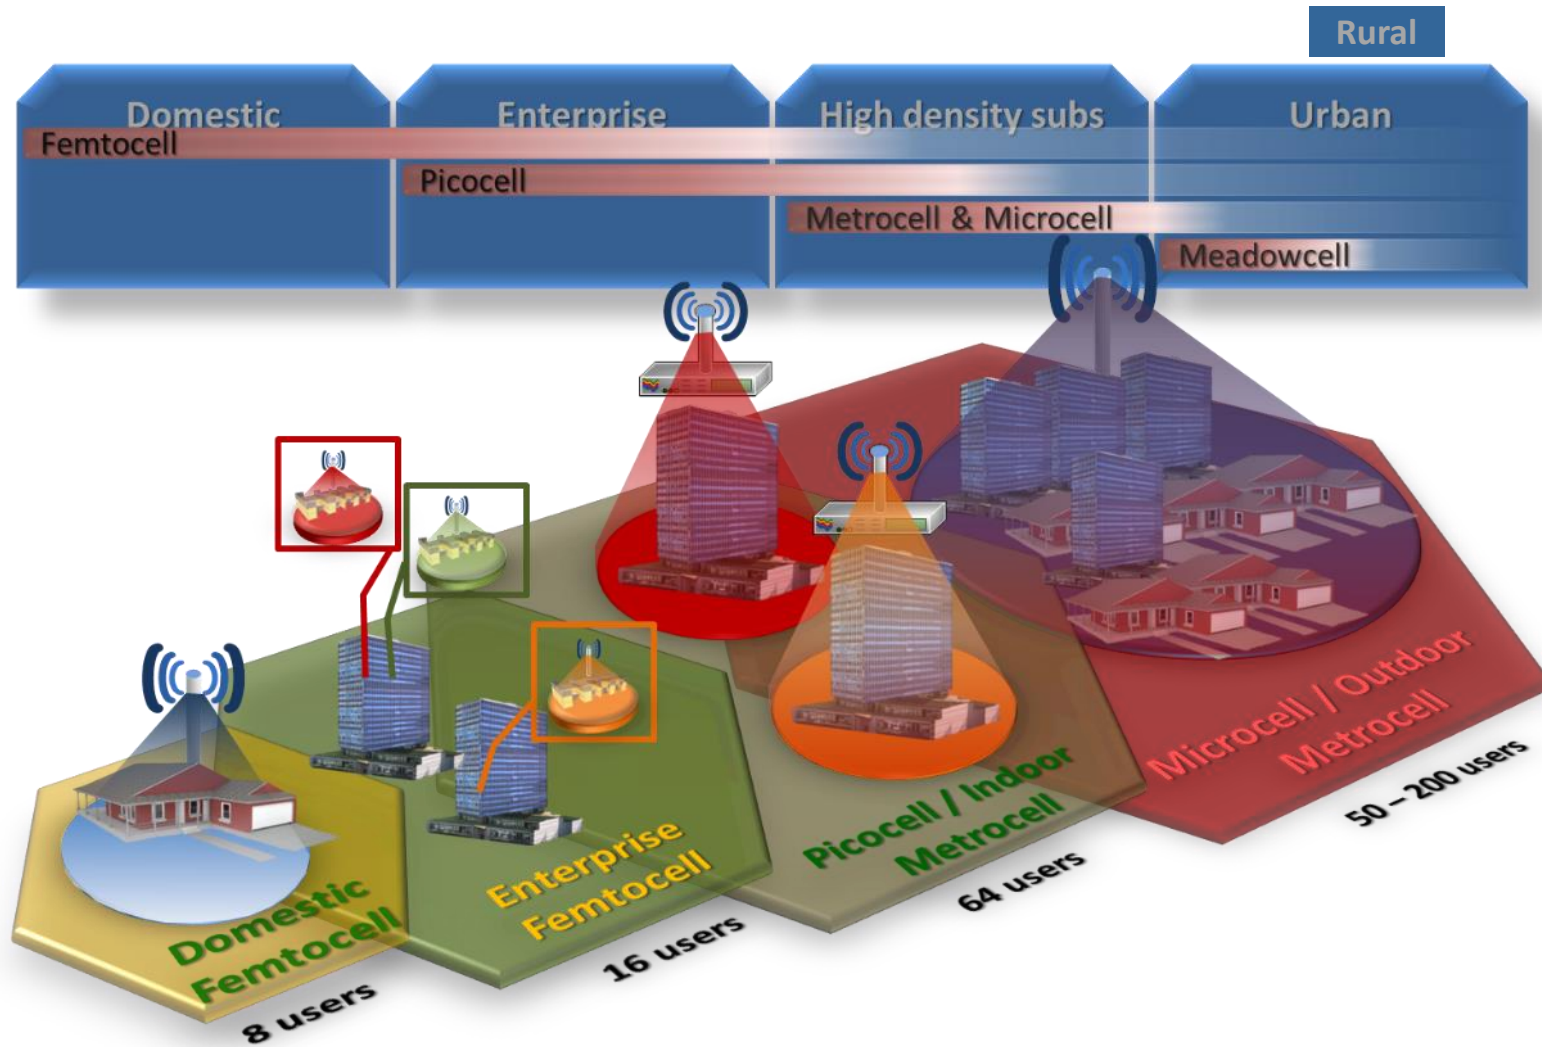 Rural
Domestic
Enterprise
High density subs
Urban
Femtocell
Picocell
Metrocell & Microcell
Meadowcell
Domestic
Femtocell
8 users
Enterprise
Femtocell
16 users
Picocell / Indoor
Metrocell
64 users
Microcell / Outdoor
Metrocell
50 – 200 users